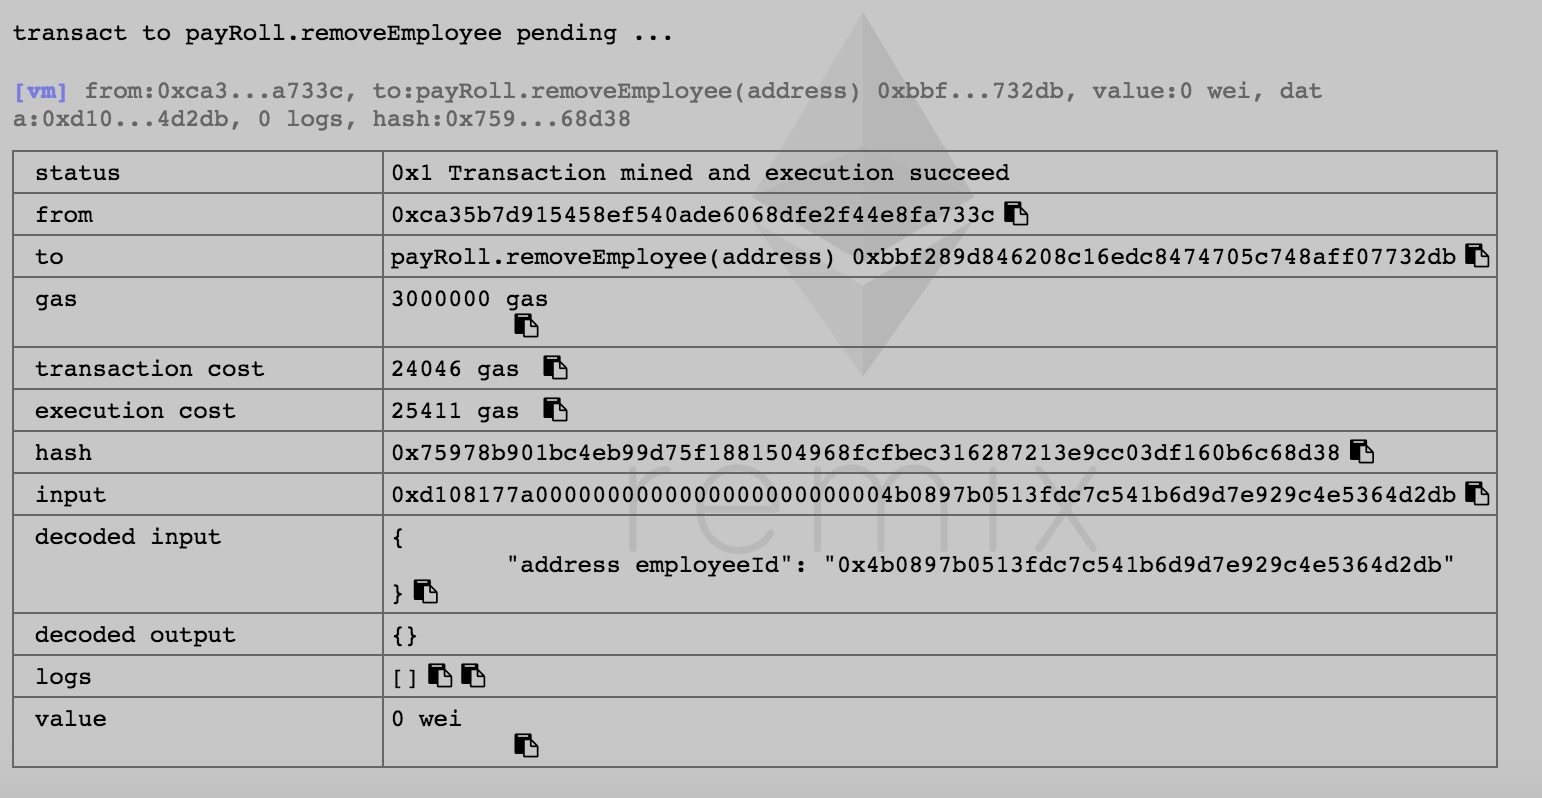 transact to payRoll.removeEmployee pending ...
[vm] from:0xca3...a733c, to:payRoll.removeEmployee(address) 0xbbf...732db, value:0 wei, dat
a:0xd10...4d2db, 0 logs, hash:0x759...68d38
status 0x1 Transaction mined and execution succeed
from 0xca35b7d915458ef540ade6068dfe2f44e8fa733c
to payRoll.removeEmployee(address) 0xbbf289d846208c16edc8474705c748aff07732db
gas 3000000 gas
transaction cost 24046 gas
execution cost 25411 gas
hash 0x75978b901bc4eb99d75f1881504968fcfbec316287213e9cc03df160b6c68d38
input 0xd108177a0000000000000000000000004b0897b0513fdc7c541b6d9d7e929c4e5364d2db
decoded input {
"address employeeId": "0x4b0897b0513fdc7c541b6d9d7e929c4e5364d2db"
}
decoded output {}
logs []
value 0 wei
remix